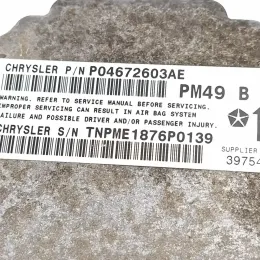 CHRYSLER P/N P04672603AE
PM49 B
WARNING. REFER TO SERVICE MANUAL BEFORE SERVICING.
IMPROPER SERVICING CAN RESULT IN AIR BAG SYSTEM
FAILURE AND POSSIBLE DRIVER AND/OR PASSENGER INJURY
1
CHRYSLER S/N TNPME1876P0139
SUPPLIER
39754